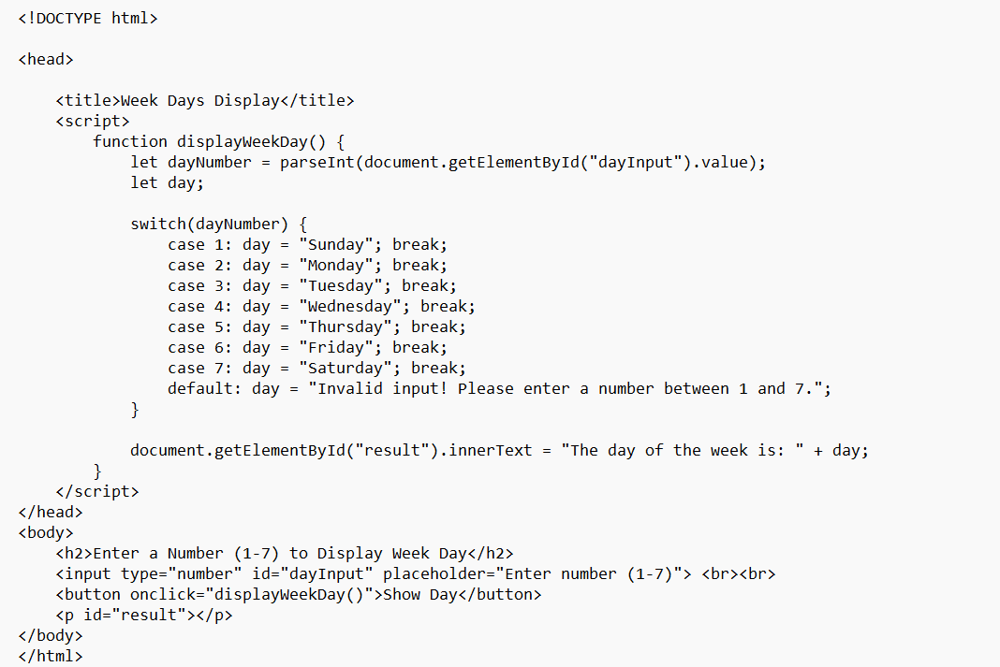 <!DOCTYPE html>
<head>
<title>Week Days Display</title>
<script>
function displayWeekDay() {
let dayNumber = parseInt(document.getElementById("dayInput").value);
let day;
switch(dayNumber) {
case 1: day = "Sunday"; break;
case 2: day = "Monday"; break;
case 3: day = "Tuesday"; break;
case 4: day = "Wednesday"; break;
case 5: day = "Thursday"; break;
case 6: day = "Friday"; break;
case 7: day = "Saturday"; break;
default: day = "Invalid input! Please enter a number between 1 and 7.";
}
document.getElementById("result").innerText = "The day of the week is: " + day;
}
</script>
</head>
<body>
<h2>Enter a Number (1-7) to Display Week Day</h2>
<input type="number" id="dayInput" placeholder="Enter number (1-7)"> <br><br>
<button onclick="displayWeekDay()">Show Day</button>
<p id="result"></p>
</body>
</html>